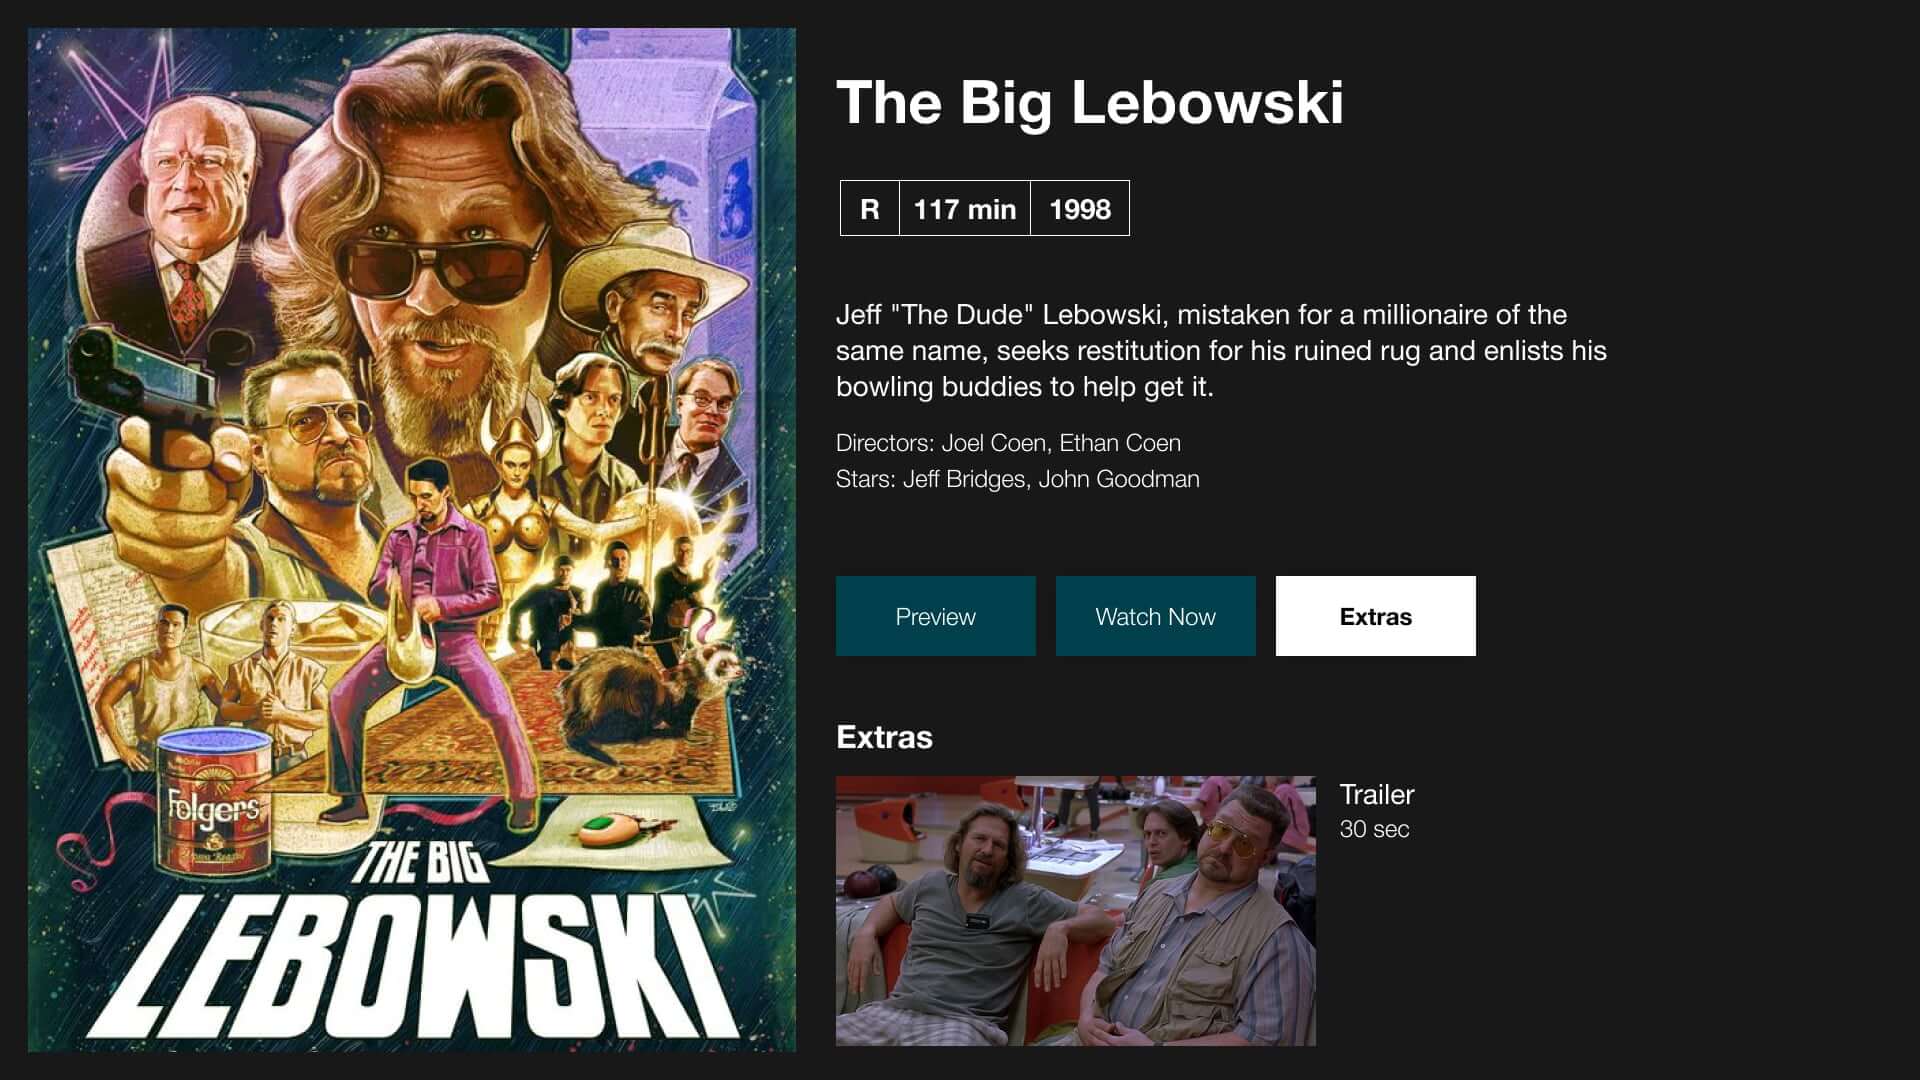 The Big Lebowski
R 117 min 1998
Jeff "The Dude" Lebowski, mistaken for a millionaire of the
same name, seeks restitution for his ruined rug and enlists his
bowling buddies to help get it.
Directors: Joel Coen, Ethan Coen
Stars: Jeff Bridges, John Goodman
Preview
Watch Now
Extras
Extras
Trailer
30 sec
Folgers
THE BIG
LEBOWSKI